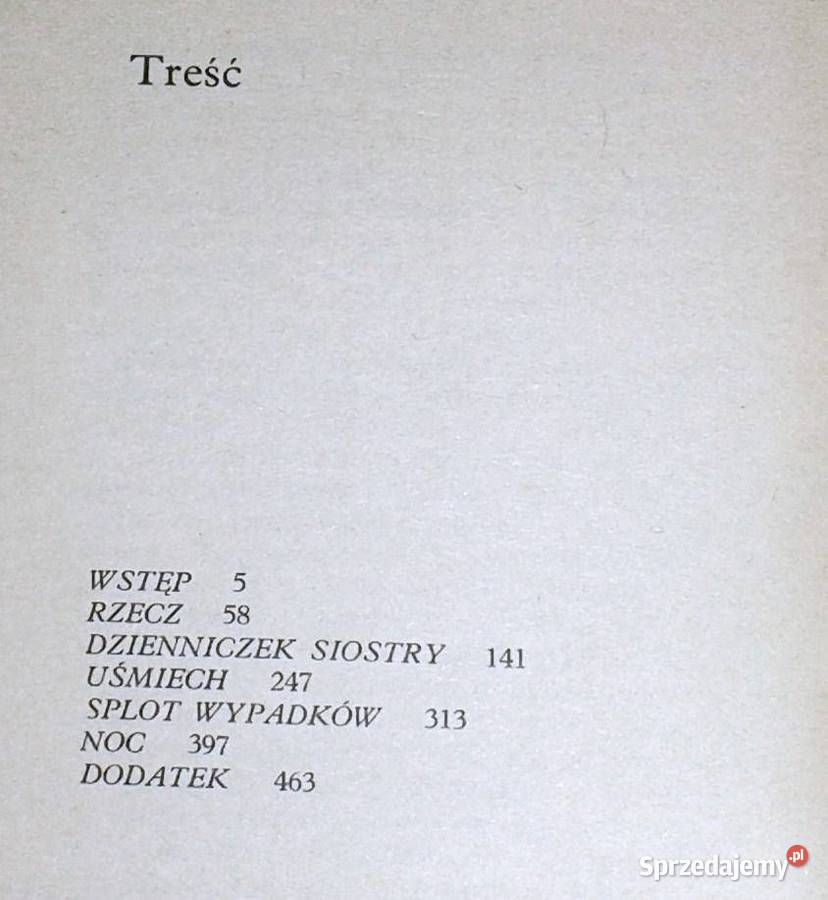 Treść
WSTĘP 5
RZECZ 58
DZIENNICZEK SIOSTRY 141
UŚMIECH 247
SPLOT WYPADKÓW 313
NOC 397
DODATEK 463
Sprzedajemy.pl